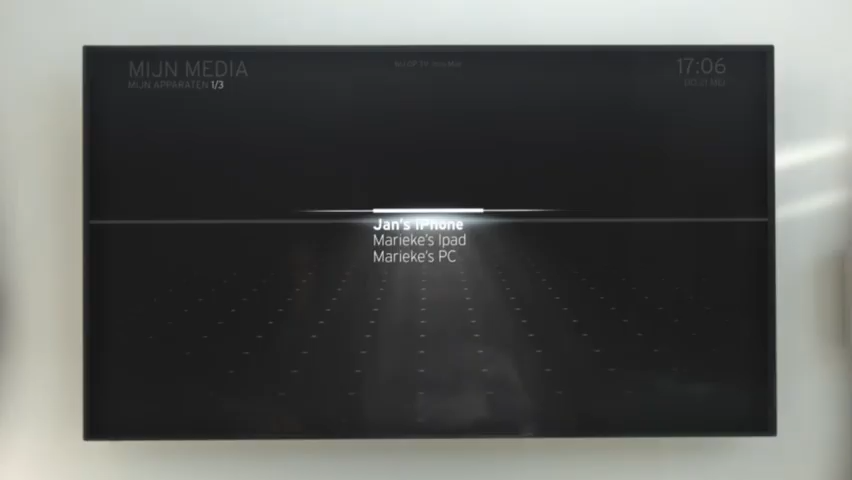 MIJN MEDIA
MIJN APPARATEN 1/3
17:06
Jan's iPhone
Marieke's Ipad
Marieke's PC